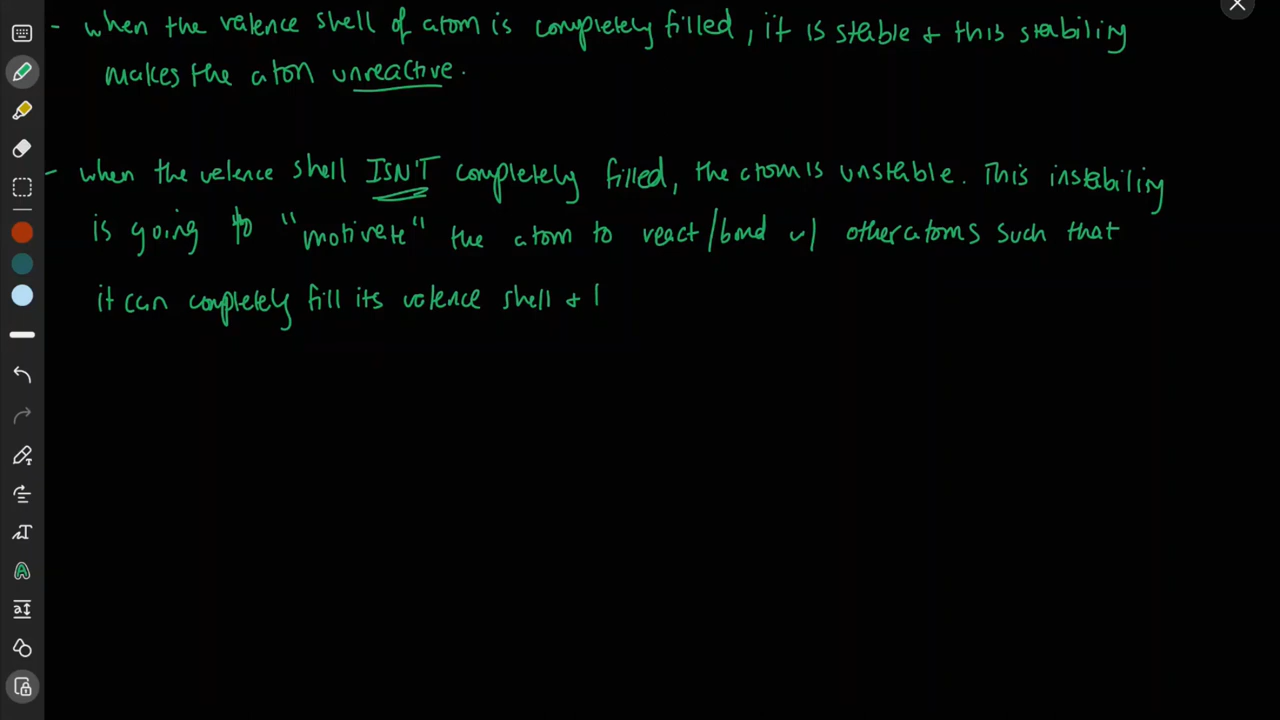 - when the valence shell of atom is completely filled, it is stable + this stability
makes the atom unreactive.
- when the valence shell ISN'T completely filled, the atom is unstable. This instability
is going to "motivate" the atom to react/bond w/ other atoms such that
it can completely fill its valence shell +